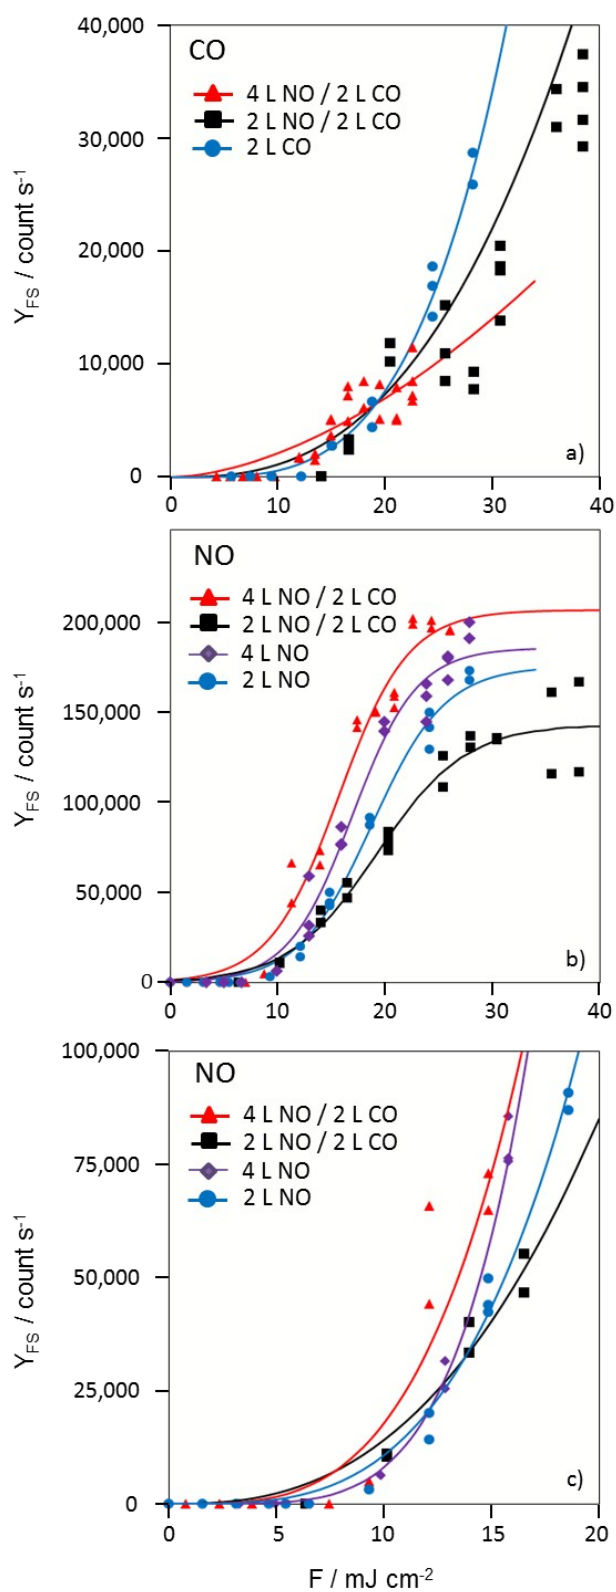 40,000
CO
4 L NO / 2 L CO
2 L NO / 2 L CO
2 L CO
30,000
20,000
10,000
0
Y_FS / count s⁻¹
a)
0 10 20 30 40
NO
4 L NO / 2 L CO
2 L NO / 2 L CO
4 L NO
2 L NO
200,000
150,000
100,000
50,000
0
Y_FS / count s⁻¹
b)
0 10 20 30 40
100,000
NO
4 L NO / 2 L CO
2 L NO / 2 L CO
4 L NO
2 L NO
75,000
50,000
25,000
0
Y_FS / count s⁻¹
c)
0 5 10 15 20
F / mJ cm⁻²